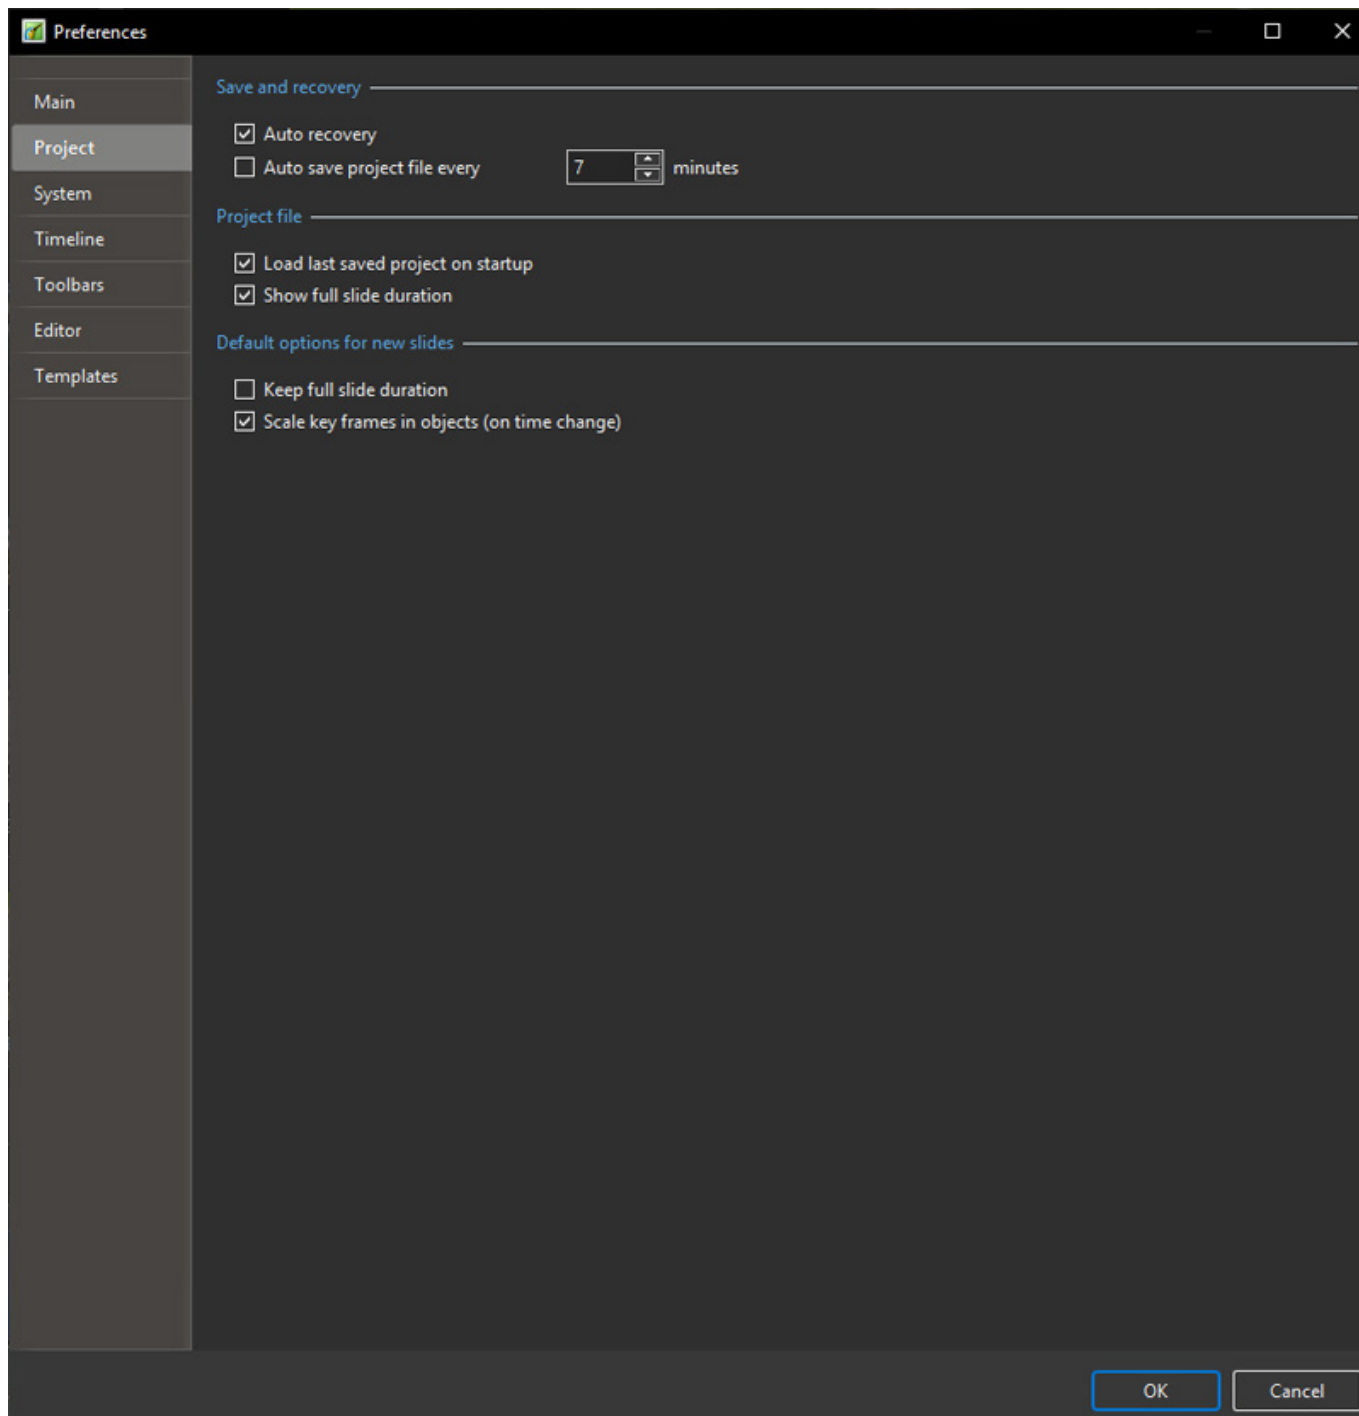 Preferences
Main
Project
System
Timeline
Toolbars
Editor
Templates
Save and recovery
Auto recovery
Auto save project file every 7 minutes
Project file
Load last saved project on startup
Show full slide duration
Default options for new slides
Keep full slide duration
Scale key frames in objects (on time change)
OK Cancel